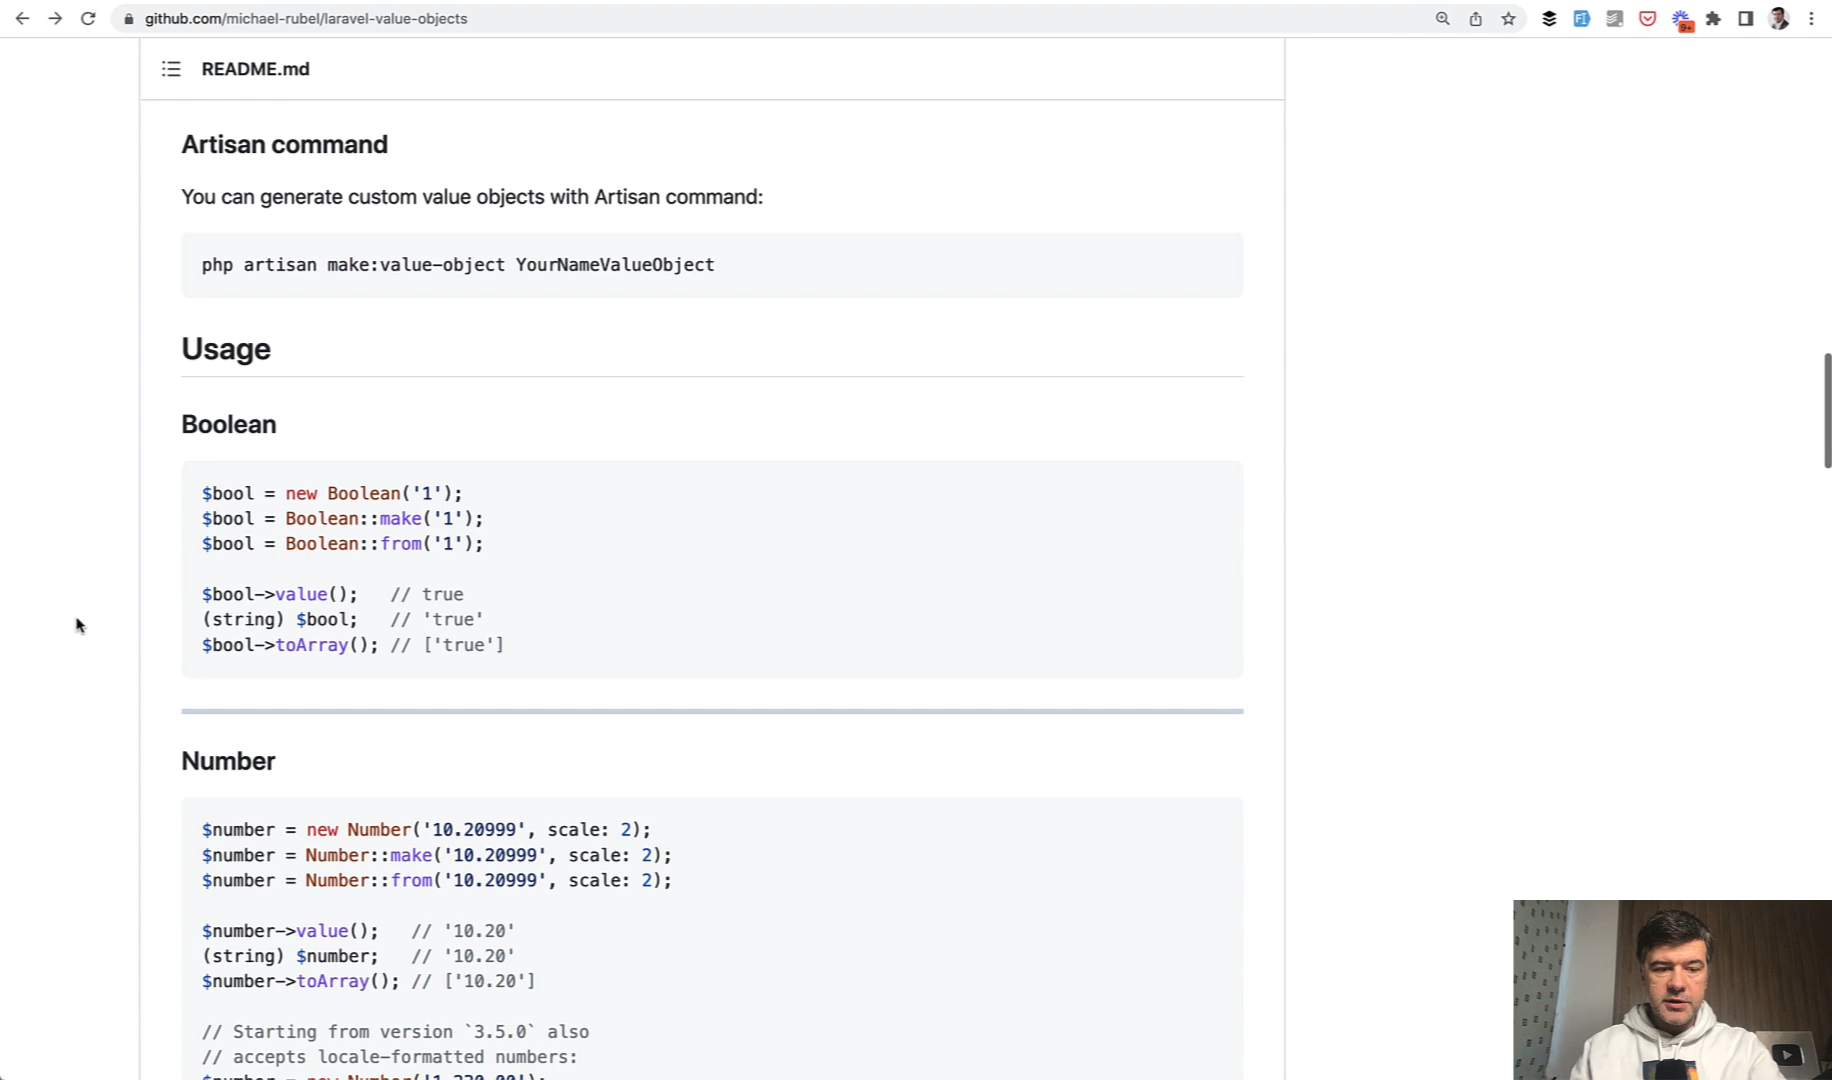 github.com/michael-rubel/laravel-value-objects
9+
README.md
Artisan command
You can generate custom value objects with Artisan command:
php artisan make:value-object YourNameValueObject
Usage
Boolean
$bool = new Boolean('1');
$bool = Boolean::make('1');
$bool = Boolean::from('1');
$bool->value();   // true
(string) $bool;   // 'true'
$bool->toArray(); // ['true']
Number
$number = new Number('10.20999', scale: 2);
$number = Number::make('10.20999', scale: 2);
$number = Number::from('10.20999', scale: 2);
$number->value();   // '10.20'
(string) $number;   // '10.20'
$number->toArray(); // ['10.20']
// Starting from version `3.5.0` also
// accepts locale-formatted numbers: